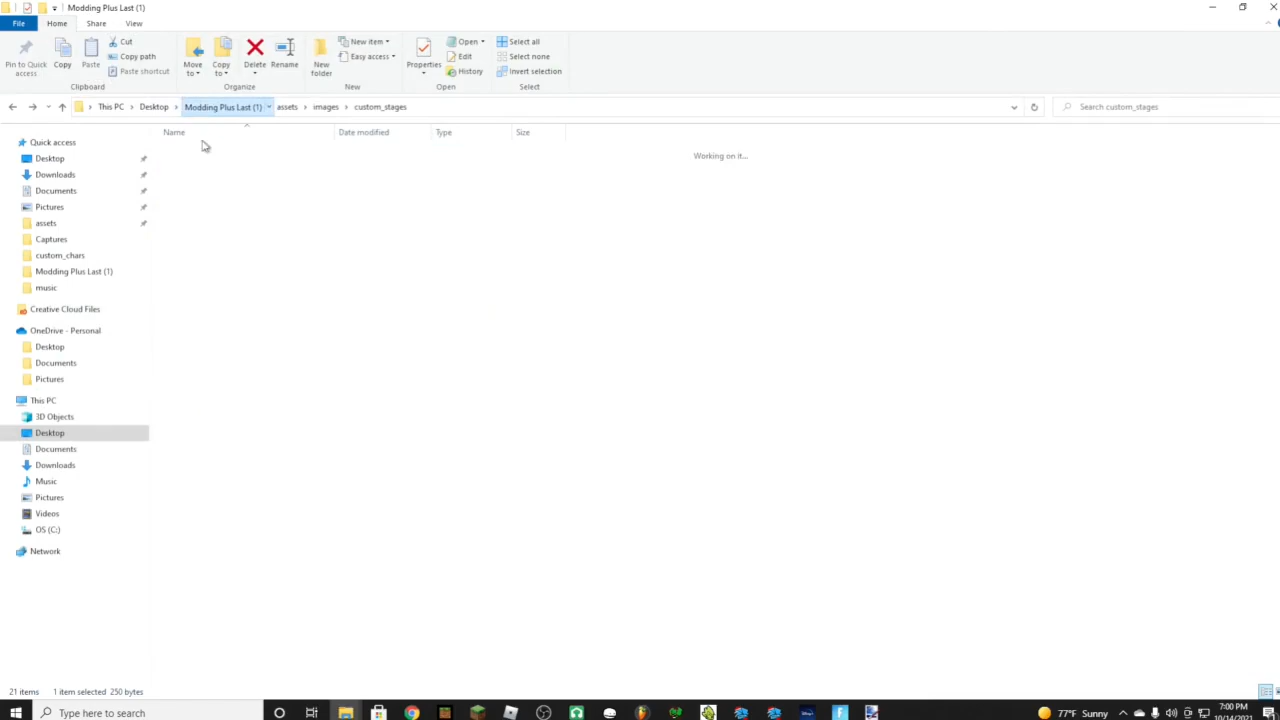 Modding Plus Last (1)
File Home Share View
Pin to Quick access
Copy
Paste
Cut
Copy path
Paste shortcut
Clipboard
Move to
Copy to
Delete
Rename
Organize
New folder
New item
Easy access
New
Properties
Open
Edit
History
Open
Select all
Select none
Invert selection
Select
This PC Desktop Modding Plus Last (1) assets images custom_stages
Search custom_stages
Name Date modified Type Size
Working on it...
Quick access
Desktop
Downloads
Documents
Pictures
assets
Captures
custom_chars
Modding Plus Last (1)
music
Creative Cloud Files
OneDrive - Personal
Desktop
Documents
Pictures
This PC
3D Objects
Desktop
Documents
Downloads
Music
Pictures
Videos
OS (C:)
Network
21 items 1 item selected 250 bytes
Type here to search
77°F Sunny
7:00 PM
10/14/2021